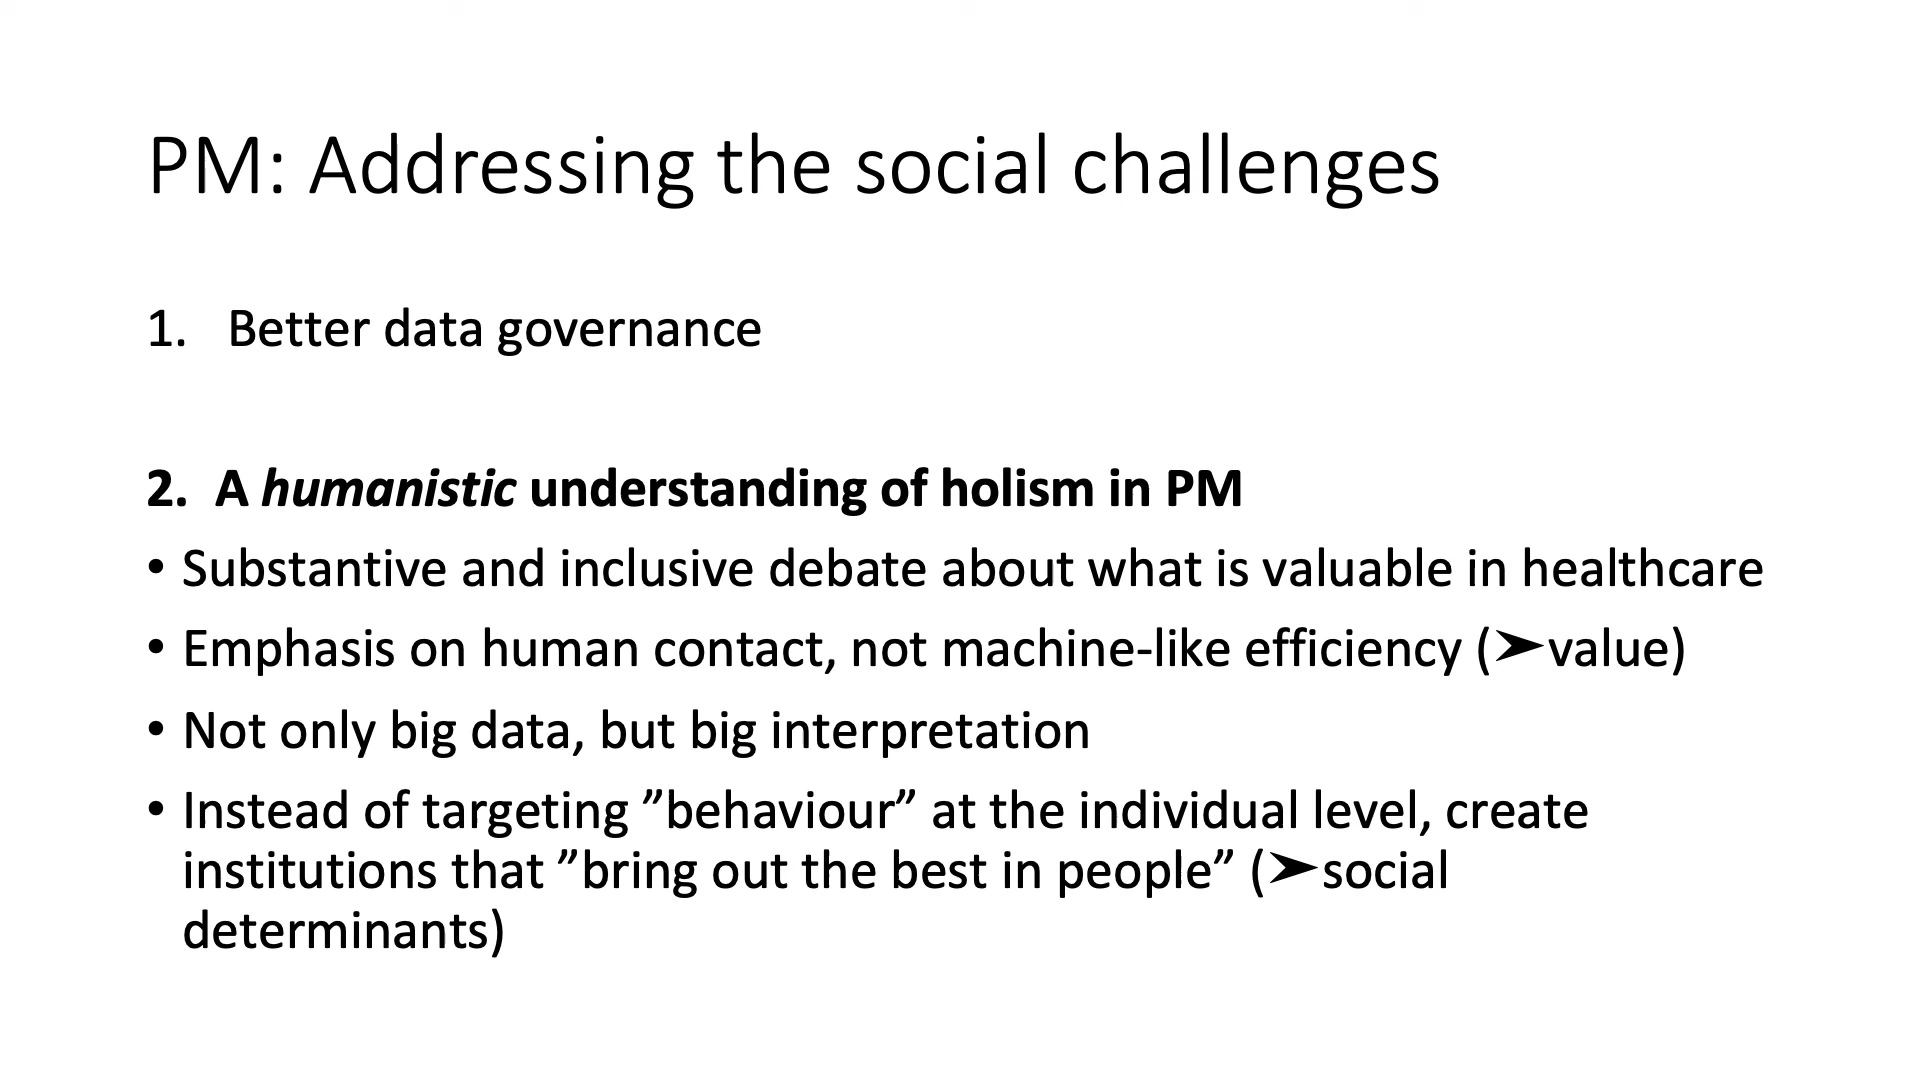 PM: Addressing the social challenges
1. Better data governance
2. A humanistic understanding of holism in PM
• Substantive and inclusive debate about what is valuable in healthcare
• Emphasis on human contact, not machine-like efficiency (➤value)
• Not only big data, but big interpretation
• Instead of targeting ”behaviour” at the individual level, create
institutions that ”bring out the best in people” (➤social
determinants)